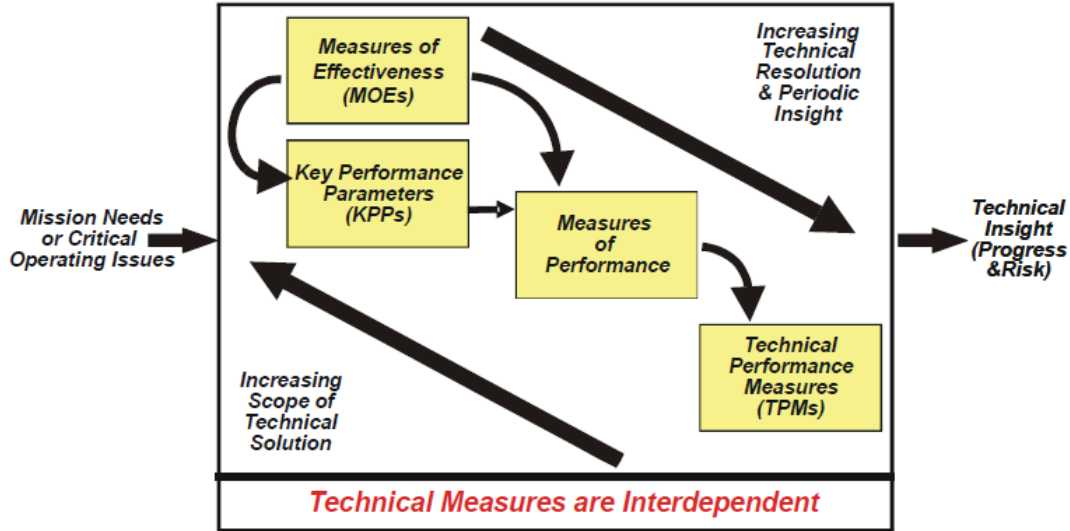 Measures of
Effectiveness
(MOEs)
Increasing
Technical
Resolution
& Periodic
Insight
Key Performance
Parameters
(KPPs)
Mission Needs
or Critical
Operating Issues
Measures
of
Performance
Technical
Insight
(Progress
&Risk)
Technical
Performance
Measures
(TPMs)
Increasing
Scope of
Technical
Solution
Technical Measures are Interdependent